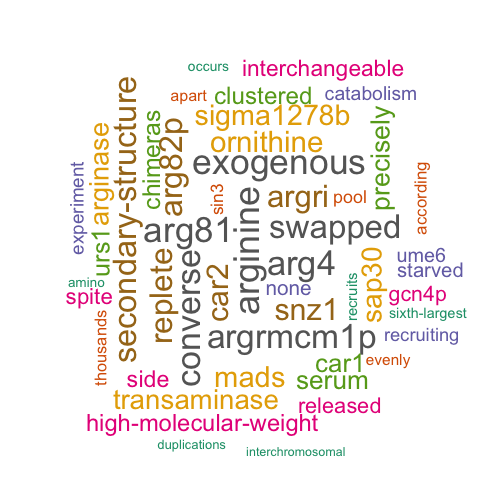 occurs
interchangeable
apart
clustered
catabolism
sigma1278b
ornithine
exogenous
precisely
according
experiment
arginase
urs1
secondary-structure
chimeras
arg82p
sin3
argri
pool
arg81
swapped
arginine
arg4
replete
converse
car2
none
snz1
recruits
sap30
ume6
starved
gcn4p
sixth-largest
amino
spite
thousands
argrmcm1p
recruiting
side
mads
car1
evenly
serum
transaminase
released
high-molecular-weight
duplications
interchromosomal